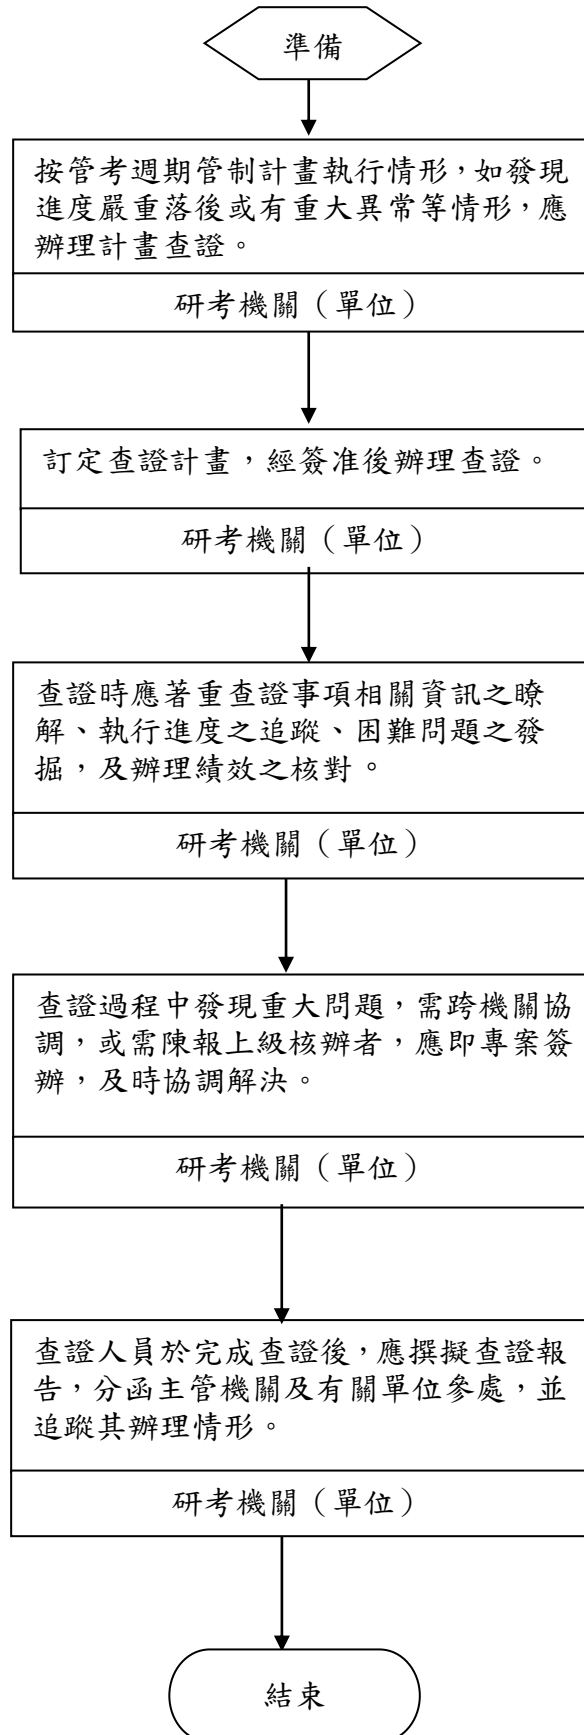 準備
按管考週期管制計畫執行情形，如發現
進度嚴重落後或有重大異常等情形，應
辦理計畫查證。
研考機關（單位）
訂定查證計畫，經簽准後辦理查證。
研考機關（單位）
查證時應著重查證事項相關資訊之瞭
解、執行進度之追蹤、困難問題之發
掘，及辦理績效之核對。
研考機關（單位）
查證過程中發現重大問題，需跨機關協
調，或需陳報上級核辦者，應即專案簽
辦，及時協調解決。
研考機關（單位）
查證人員於完成查證後，應撰擬查證報
告，分函主管機關及有關單位參處，並
追蹤其辦理情形。
研考機關（單位）
結束